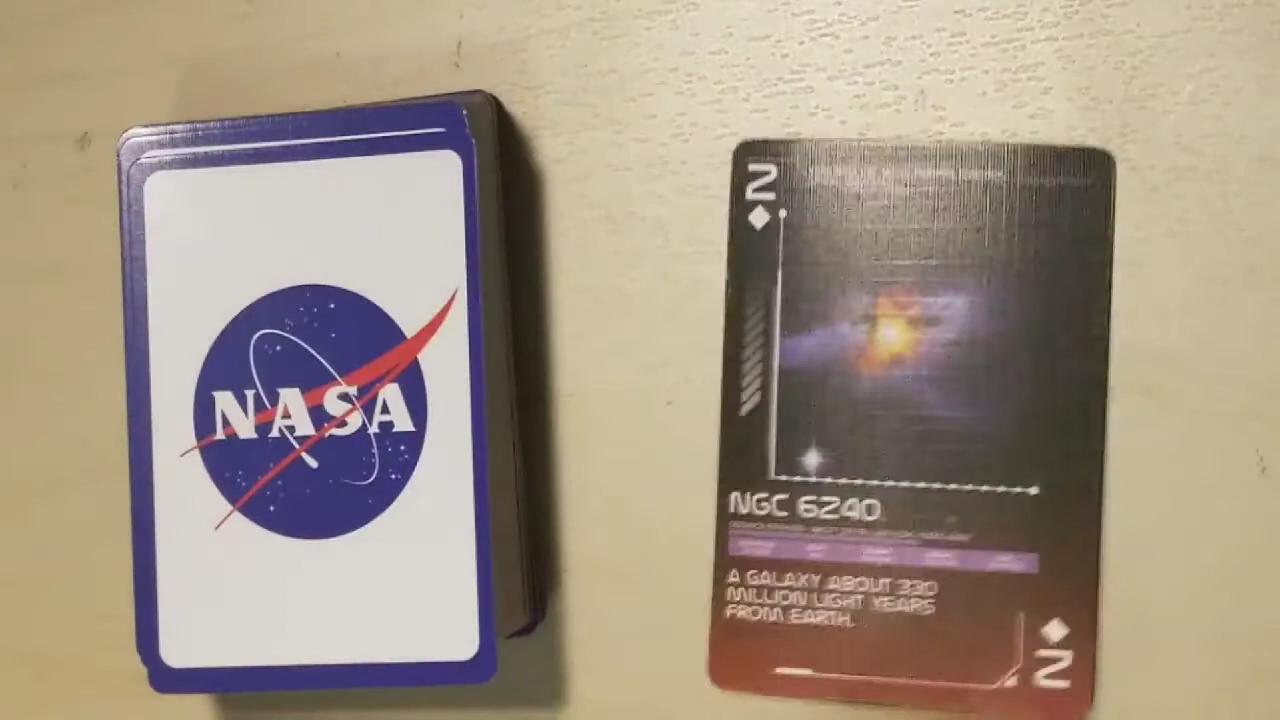 NASA
2
NGC 6240
A GALAXY ABOUT 330
MILLION LIGHT YEARS
FROM EARTH.
2